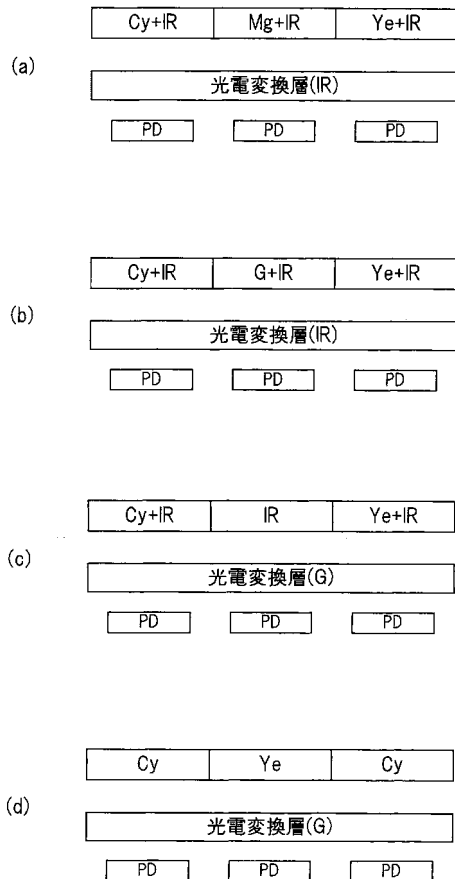 (a)
Cy+IR Mg+IR Ye+IR
光電変換層(IR)
PD PD PD
(b)
Cy+IR G+IR Ye+IR
光電変換層(IR)
PD PD PD
(c)
Cy+IR IR Ye+IR
光電変換層(G)
PD PD PD
(d)
Cy Ye Cy
光電変換層(G)
PD PD PD